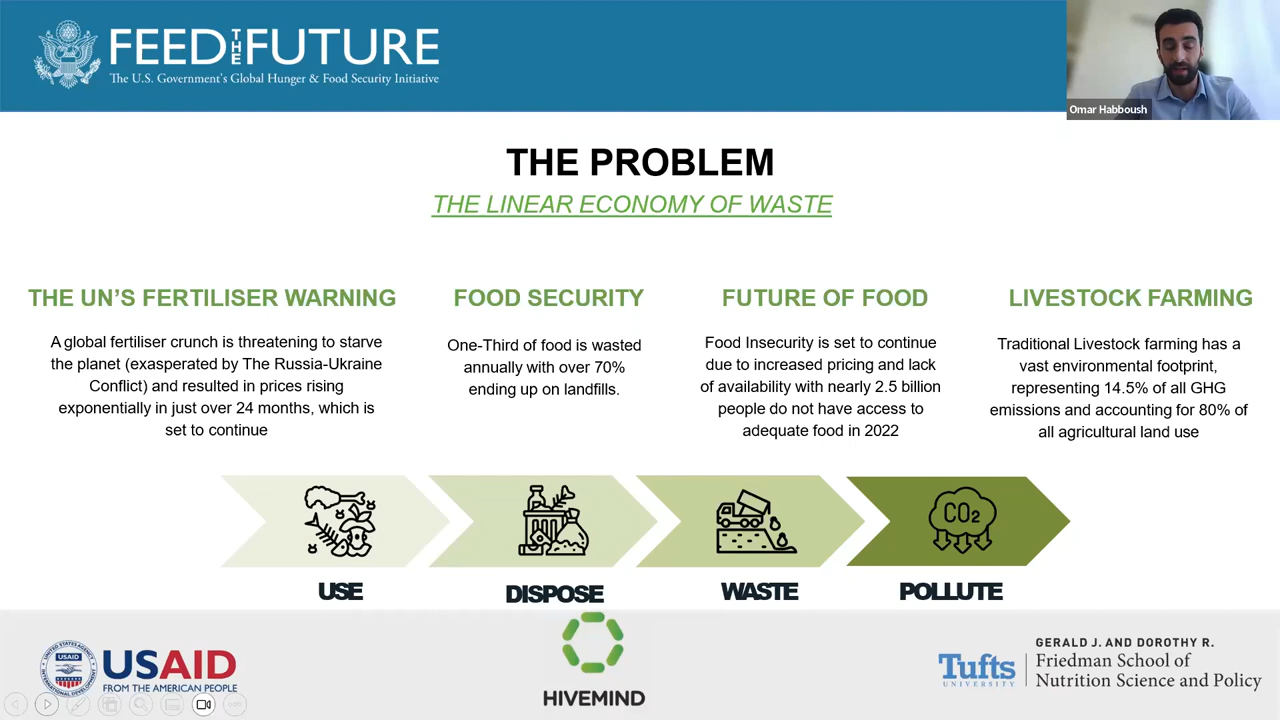 FEED THE FUTURE
The U.S. Government's Global Hunger & Food Security Initiative
Omar Habboush
THE PROBLEM
THE LINEAR ECONOMY OF WASTE
THE UN'S FERTILISER WARNING
A global fertiliser crunch is threatening to starve
the planet (exasperated by The Russia-Ukraine
Conflict) and resulted in prices rising
exponentially in just over 24 months, which is
set to continue
FOOD SECURITY
One-Third of food is wasted
annually with over 70%
ending up on landfills.
FUTURE OF FOOD
Food Insecurity is set to continue
due to increased pricing and lack
of availability with nearly 2.5 billion
people do not have access to
adequate food in 2022
LIVESTOCK FARMING
Traditional Livestock farming has a
vast environmental footprint,
representing 14.5% of all GHG
emissions and accounting for 80% of
all agricultural land use
CO2
USE
DISPOSE
WASTE
POLLUTE
USAID
FROM THE AMERICAN PEOPLE
HIVEMIND
Tufts
UNIVERSITY
GERALD J. AND DOROTHY R.
Friedman School of
Nutrition Science and Policy